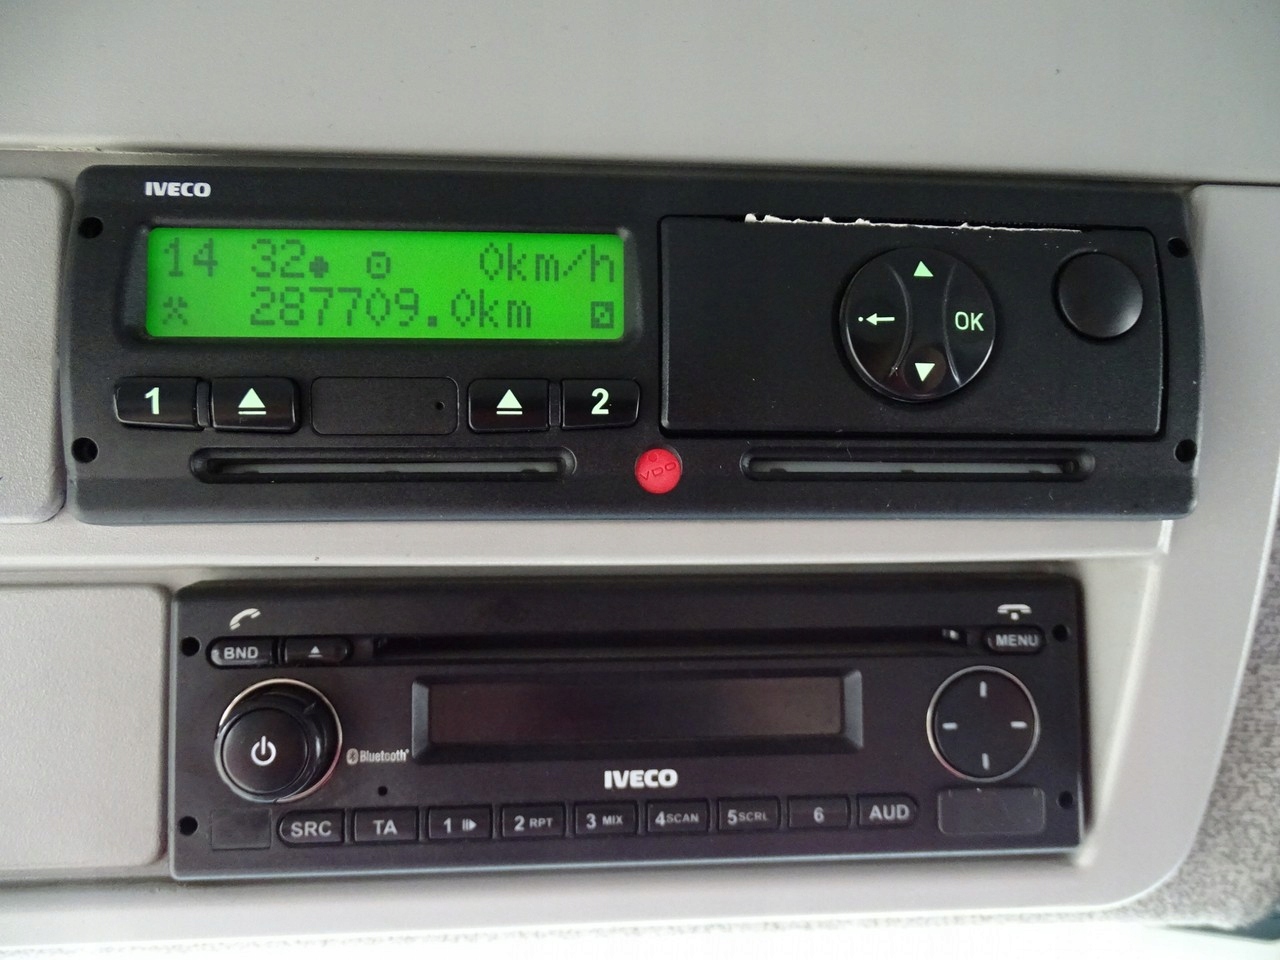 IVECO
14 32 0km/h
287709.0km
1 2
OK
VDO
BND MENU
Bluetooth
IVECO
SRC TA 1 2 RPT 3 MIX 4SCAN 5SCRL 6 AUD